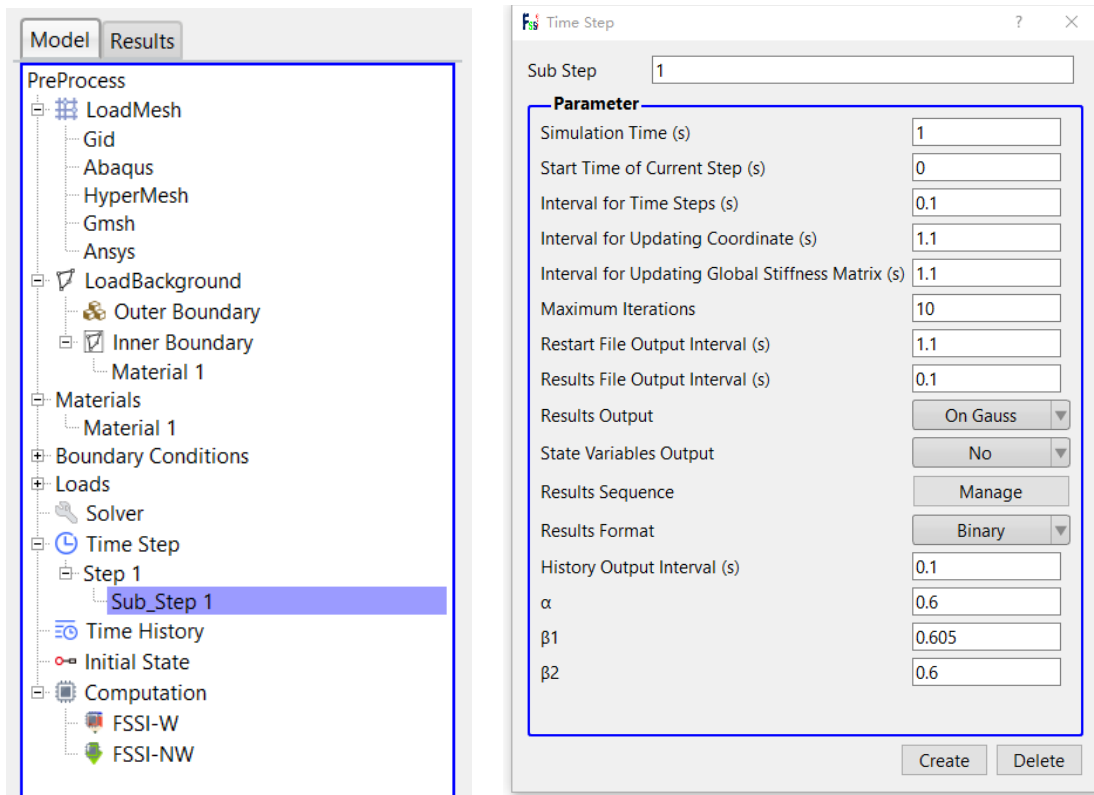 Model Results
PreProcess
LoadMesh
Gid
Abaqus
HyperMesh
Gmsh
Ansys
LoadBackground
Outer Boundary
Inner Boundary
Material 1
Materials
Material 1
Boundary Conditions
Loads
Solver
Time Step
Step 1
Sub_Step 1
Time History
Initial State
Computation
FSSI-W
FSSI-NW
Fssi Time Step ? ×
Sub Step 1
Parameter
Simulation Time (s) 1
Start Time of Current Step (s) 0
Interval for Time Steps (s) 0.1
Interval for Updating Coordinate (s) 1.1
Interval for Updating Global Stiffness Matrix (s) 1.1
Maximum Iterations 10
Restart File Output Interval (s) 1.1
Results File Output Interval (s) 0.1
Results Output On Gauss
State Variables Output No
Results Sequence Manage
Results Format Binary
History Output Interval (s) 0.1
α 0.6
β1 0.605
β2 0.6
Create Delete